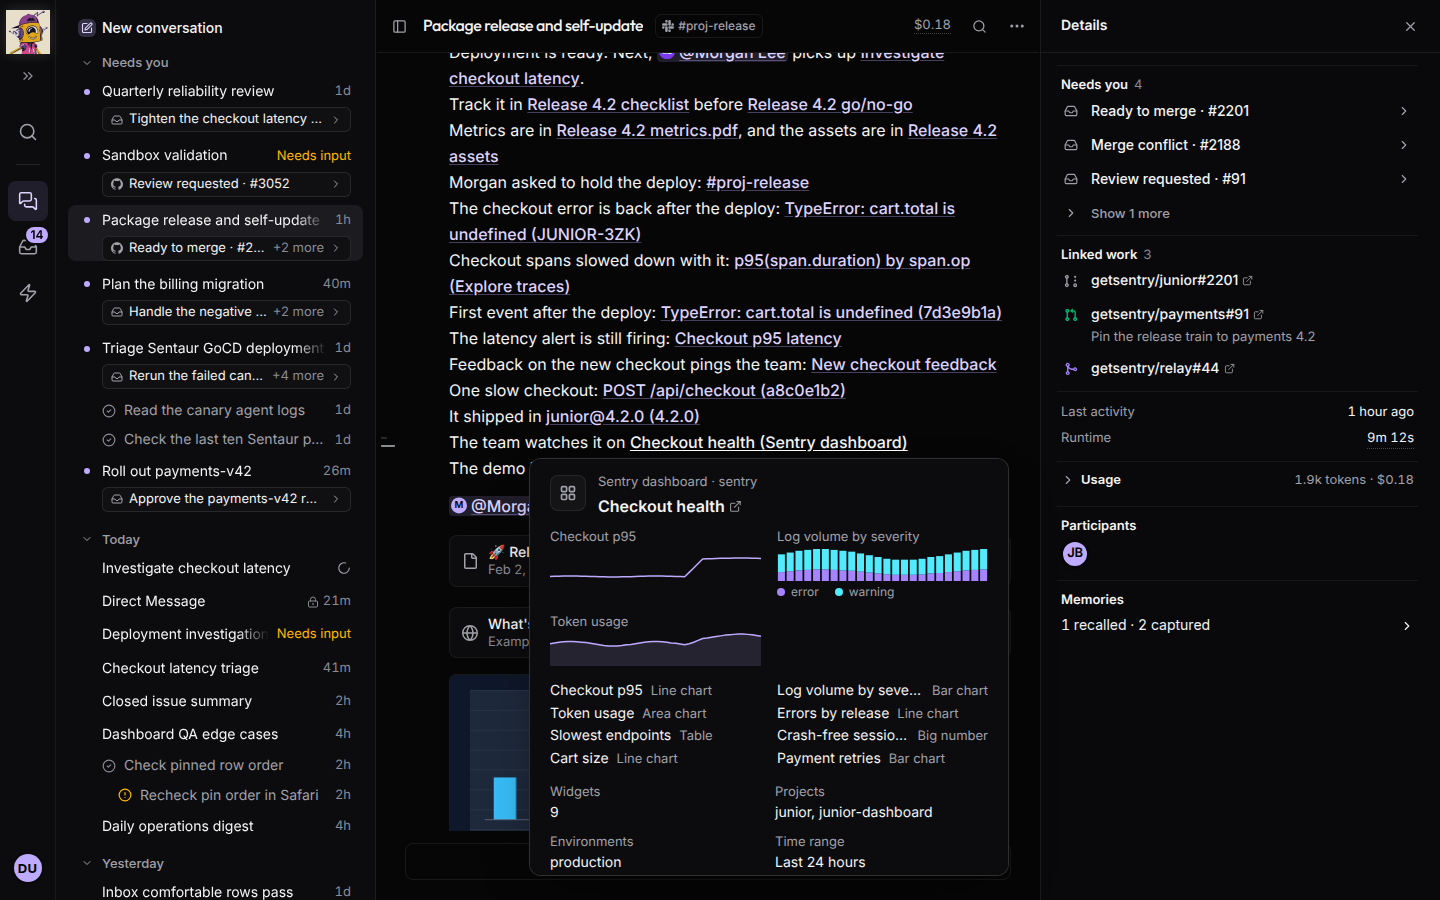 New conversation
Needs you
Quarterly reliability review 1d
Tighten the checkout latency ...
Sandbox validation Needs input
Review requested · #3052
Package release and self-update 1h
Ready to merge · #2... +2 more
14
Plan the billing migration 40m
Handle the negative ... +2 more
Triage Sentaur GoCD deployment 1d
Rerun the failed can... +4 more
Read the canary agent logs 1d
Check the last ten Sentaur p... 1d
Roll out payments-v42 26m
Approve the payments-v42 r...
Today
Investigate checkout latency
Direct Message 21m
Deployment investigation Needs input
Checkout latency triage 41m
Closed issue summary 2h
Dashboard QA edge cases 4h
Check pinned row order 2h
Recheck pin order in Safari 2h
Daily operations digest 4h
Yesterday
Inbox comfortable rows pass 1d
DU
Package release and self-update #proj-release $0.18
Deployment is ready. Next, @Morgan Lee picks up investigate
checkout latency.
Track it in Release 4.2 checklist before Release 4.2 go/no-go
Metrics are in Release 4.2 metrics.pdf, and the assets are in Release 4.2
assets
Morgan asked to hold the deploy: #proj-release
The checkout error is back after the deploy: TypeError: cart.total is
undefined (JUNIOR-3ZK)
Checkout spans slowed down with it: p95(span.duration) by span.op
(Explore traces)
First event after the deploy: TypeError: cart.total is undefined (7d3e9b1a)
The latency alert is still firing: Checkout p95 latency
Feedback on the new checkout pings the team: New checkout feedback
One slow checkout: POST /api/checkout (a8c0e1b2)
It shipped in junior@4.2.0 (4.2.0)
The team watches it on Checkout health (Sentry dashboard)
The demo
M @Morga
🚀 Rel
Feb 2,
What's
Examp
Sentry dashboard · sentry
Checkout health
Checkout p95
Log volume by severity
error warning
Token usage
Checkout p95 Line chart
Log volume by seve... Bar chart
Token usage Area chart
Errors by release Line chart
Slowest endpoints Table
Crash-free sessio... Big number
Cart size Line chart
Payment retries Bar chart
Widgets
9
Projects
junior, junior-dashboard
Environments
production
Time range
Last 24 hours
Details
Needs you 4
Ready to merge · #2201
Merge conflict · #2188
Review requested · #91
Show 1 more
Linked work 3
getsentry/junior#2201
getsentry/payments#91
Pin the release train to payments 4.2
getsentry/relay#44
Last activity 1 hour ago
Runtime 9m 12s
Usage 1.9k tokens · $0.18
Participants
JB
Memories
1 recalled · 2 captured